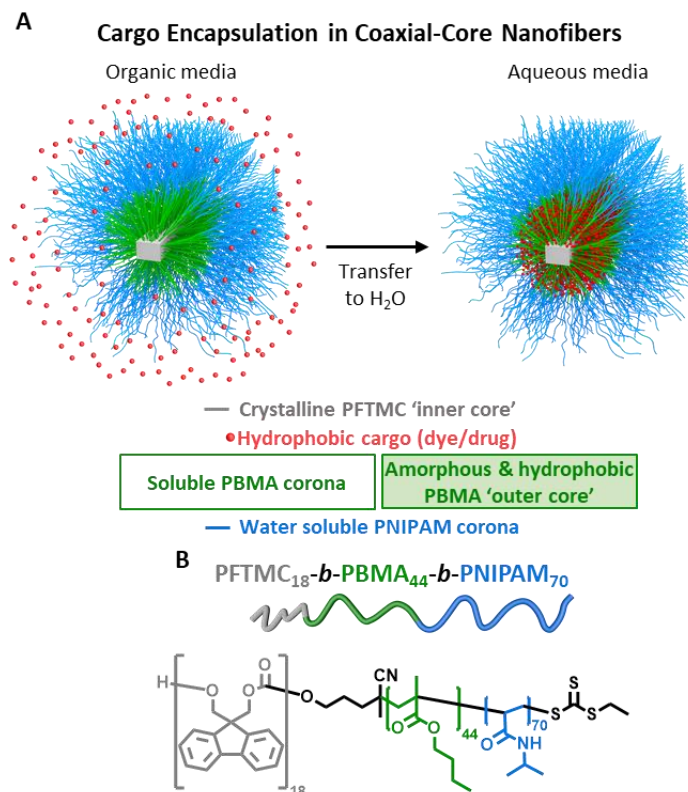 A
Cargo Encapsulation in Coaxial-Core Nanofibers
Organic media
Aqueous media
Transfer
to H₂O
Crystalline PFTMC 'inner core'
Hydrophobic cargo (dye/drug)
Soluble PBMA corona
Amorphous & hydrophobic
PBMA 'outer core'
Water soluble PNIPAM corona
B
PFTMC₁₈-b-PBMA₄₄-b-PNIPAM₇₀
H
O
O
O
O
18
CN
O
O
44
O
NH
70
S
S
S